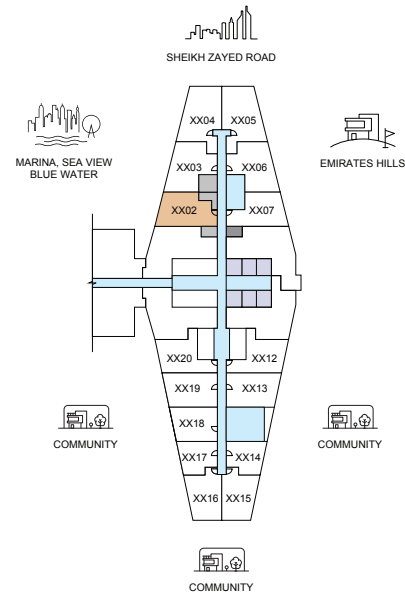 SHEIKH ZAYED ROAD
XX04 XX05
MARINA, SEA VIEW
BLUE WATER
EMIRATES HILLS
XX03 XX06
XX02 XX07
XX20 XX12
XX19 XX13
XX18
XX17 XX14
XX16 XX15
COMMUNITY
COMMUNITY
COMMUNITY